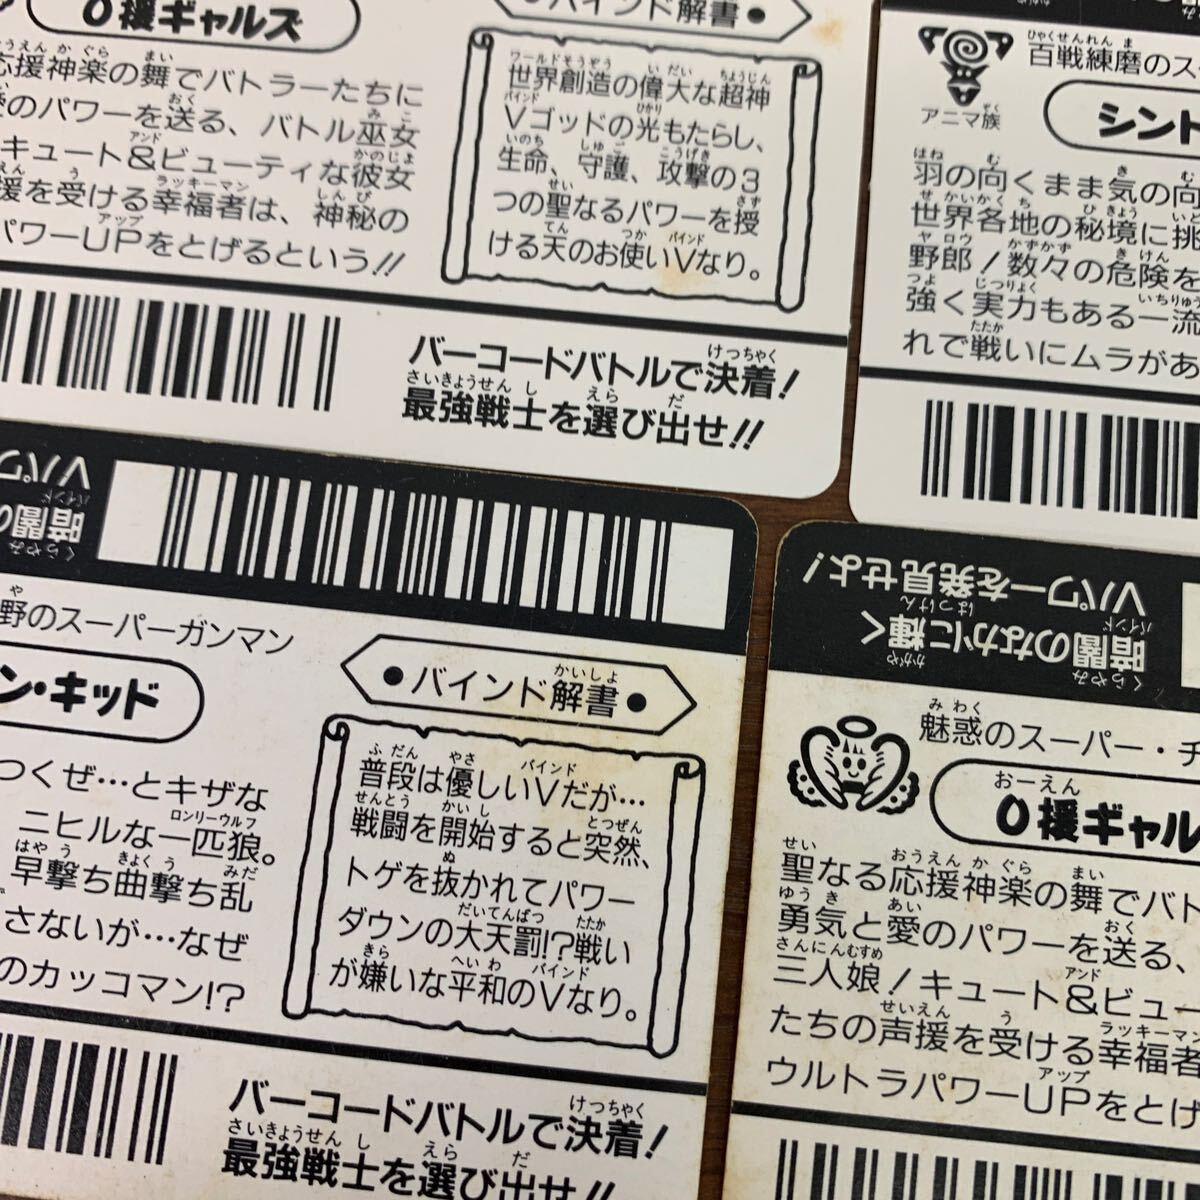 0援ギャルズ
応援神楽の舞でバトラーたちに
のパワーを送る、バトル巫女
キュート&ビューティな彼女
援を受ける幸福者は、神秘の
パワーUPをとげるという!!
●バインド解書●
世界創造の偉大な超神
Vゴッドの光もたらし、
生命、守護、攻撃の3
つの聖なるパワーを授
ける天のお使いVなり。
バーコードバトルで決着!
最強戦士を選び出せ!!
百戦練磨のス
アニマ族
シンド
羽の向くまま気の向
世界各地の秘境に挑
野郎!数々の危険を
強く実力もある一流
れで戦いにムラがあ
Vパワ
暗闇の
野のスーパーガンマン
ン・キッド
つくぜ…とキザな
ニヒルな一匹狼。
早撃ち曲撃ち乱
さないが…なぜ
のカッコマン!?
●バインド解書●
普段は優しいVだが…
戦闘を開始すると突然、
トゲを抜かれてパワー
ダウンの大天罰!?戦い
が嫌いな平和のVなり。
バーコードバトルで決着!
最強戦士を選び出せ!!
暗闇のなかに輝く
Vパワーを発見せよ!
魅惑のスーパー・チ
0援ギャル
聖なる応援神楽の舞でバト
勇気と愛のパワーを送る、
三人娘!キュート&ビュー
たちの声援を受ける幸福者
ウルトラパワーUPをとげ